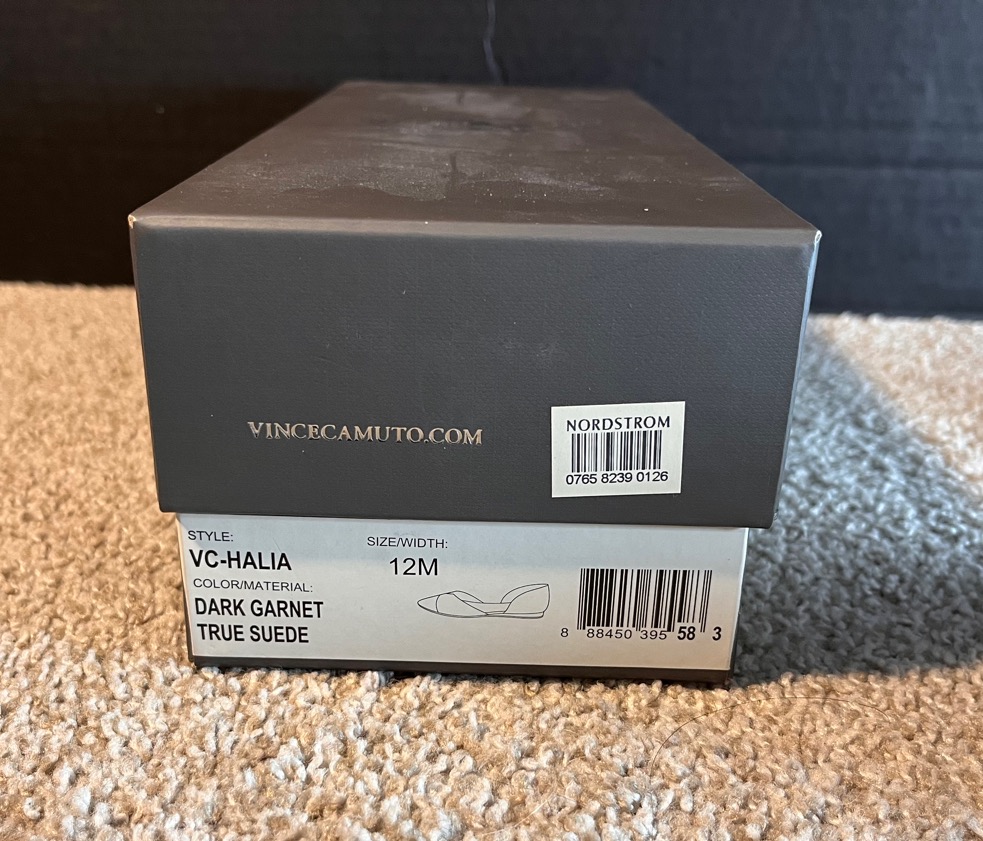 VINCECAMUTO.COM
NORDSTROM
0765 8239 0126
STYLE:
VC-HALIA
SIZE/WIDTH:
12M
COLOR/MATERIAL:
DARK GARNET
TRUE SUEDE
8 88450 395 58 3